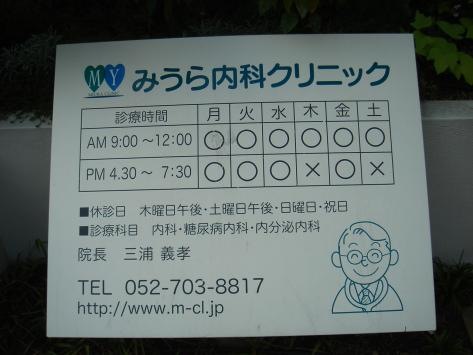 MY みうら内科クリニック
MIURA CLINIC
診療時間 月 火 水 木 金 土
AM 9:00～12:00 ○ ○ ○ ○ ○ ○
PM 4.30～ 7:30 ○ ○ ○ × ○ ×
■休診日 木曜日午後・土曜日午後・日曜日・祝日
■診療科目 内科・糖尿病内科・内分泌内科
院長 三浦 義孝
TEL 052-703-8817
http://www.m-cl.jp